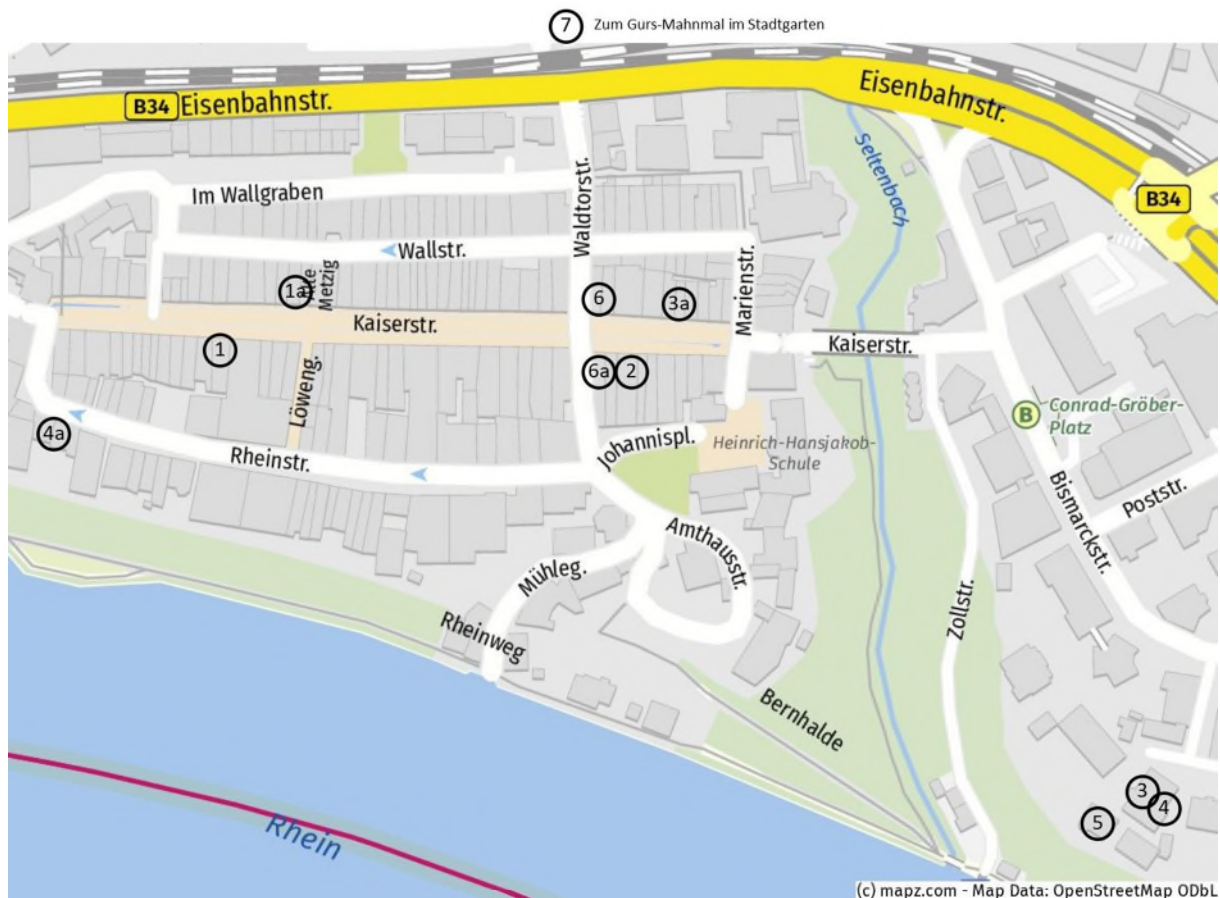 7 Zum Gurs-Mahnmal im Stadtgarten
B34 Eisenbahnstr.
Eisenbahnstr.
B34
Seltenbach
Im Wallgraben
Waldtorstr.
Wallstr.
Marienstr.
1a
Metzig
6
3a
Kaiserstr.
Kaiserstr.
1
6a 2
Löweng.
4a
Rheinstr.
Johannispl.
Heinrich-Hansjakob-
Schule
B Conrad-Gröber-
Platz
Bismarckstr.
Poststr.
Amthausstr.
Mühleg.
Rheinweg
Zollstr.
Bernhalde
3
4
5
Rhein
(c) mapz.com - Map Data: OpenStreetMap ODbL